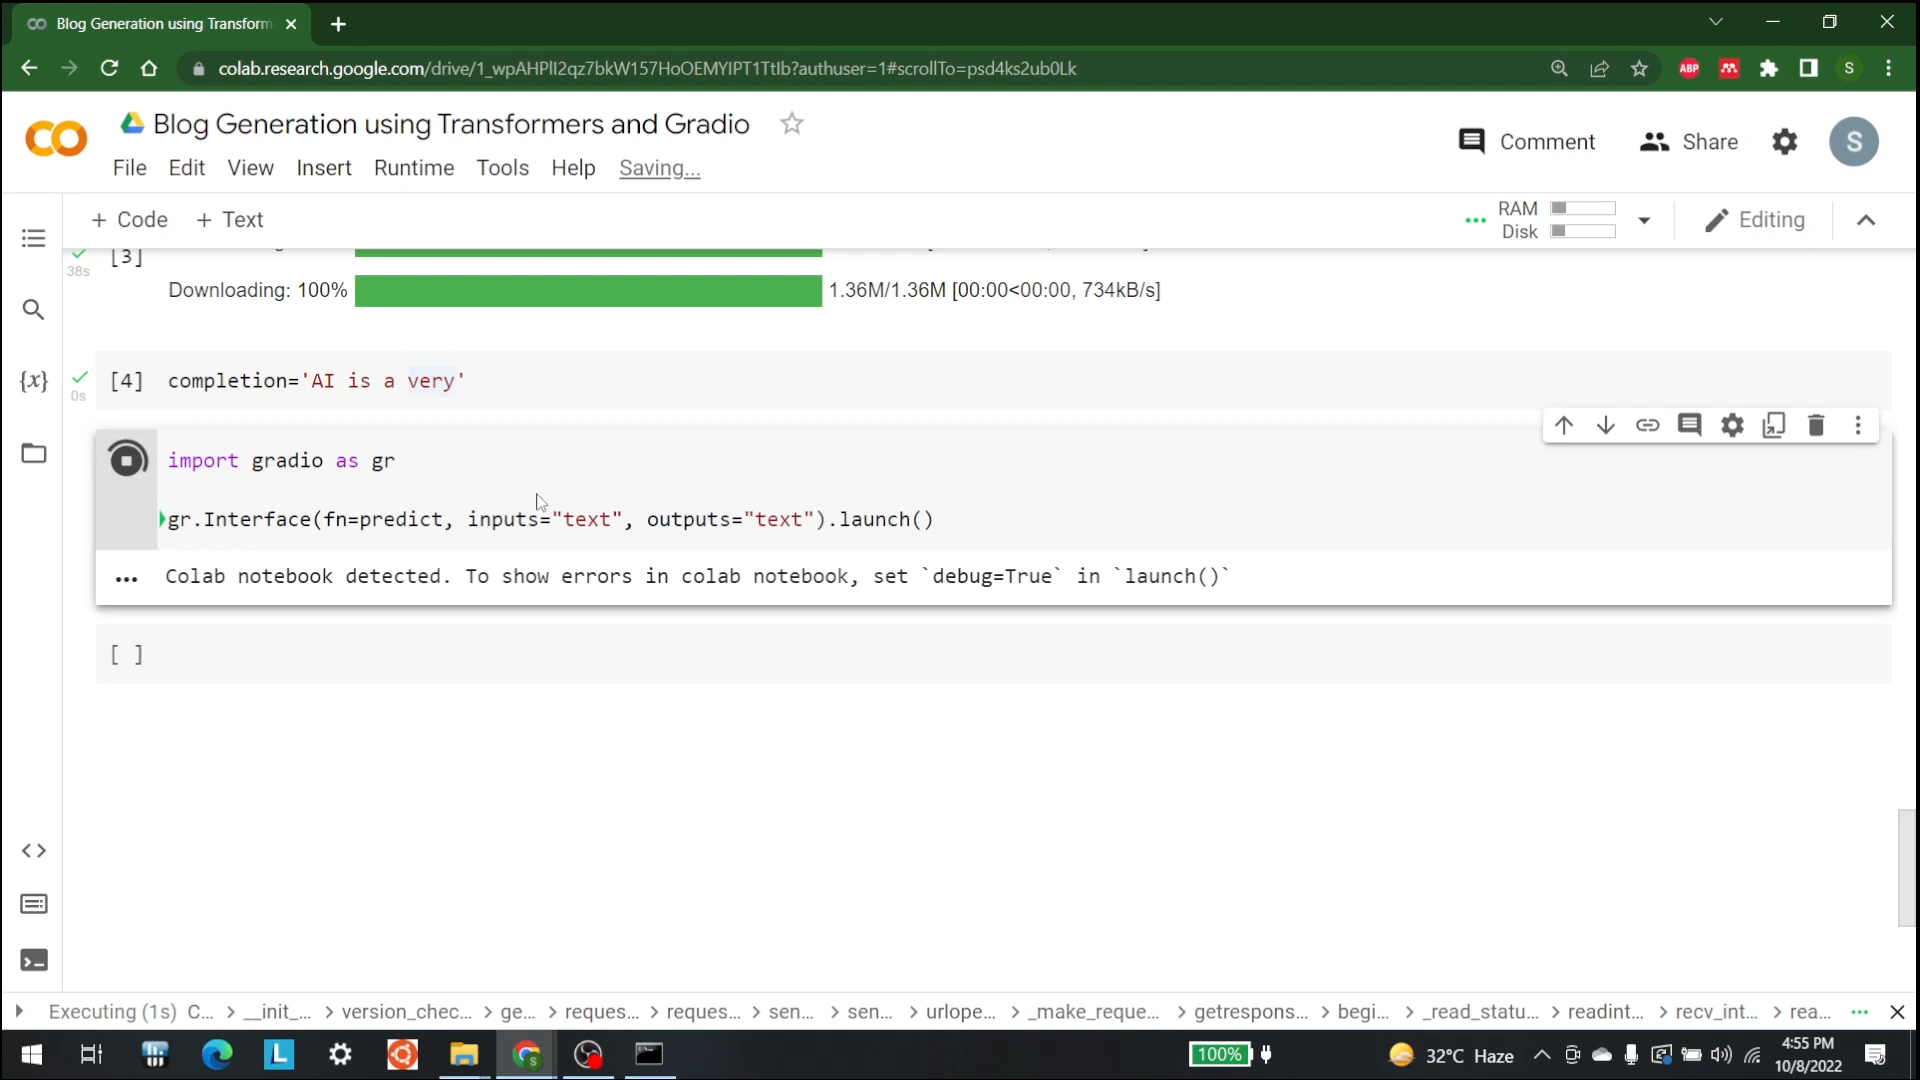 Blog Generation using Transform
colab.research.google.com/drive/1_wpAHPlI2qz7bkW157HoOEMYIPT1Ttlb?authuser=1#scrollTo=psd4ks2ub0Lk
ABP
S
Blog Generation using Transformers and Gradio
Comment
Share
S
File Edit View Insert Runtime Tools Help Saving...
+ Code + Text
RAM
Disk
Editing
[3]
38s
Downloading: 100% 1.36M/1.36M [00:00<00:00, 734kB/s]
{x}
[4] completion='AI is a very'
0s
import gradio as gr
gr.Interface(fn=predict, inputs="text", outputs="text").launch()
... Colab notebook detected. To show errors in colab notebook, set `debug=True` in `launch()`
[ ]
Executing (1s) C... > __init_... > version_chec... > ge... > reques... > reques... > sen... > sen... > urlope... > _make_reque... > getrespons... > begi... > _read_statu... > readint... > recv_int... > rea... ...
L
100%
32°C Haze
4:55 PM
10/8/2022